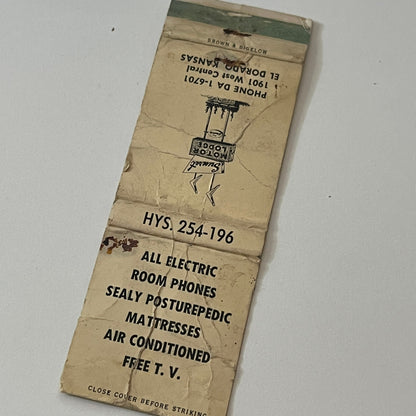 BROWN & BIGELOW
PHONE DA 1-6701
1901 West Central
EL DORADO, KANSAS
MOTOR
LODGE
HYS. 254-196
ALL ELECTRIC
ROOM PHONES
SEALY POSTUREPEDIC
MATTRESSES
AIR CONDITIONED
FREE T. V.
CLOSE COVER BEFORE STRIKING